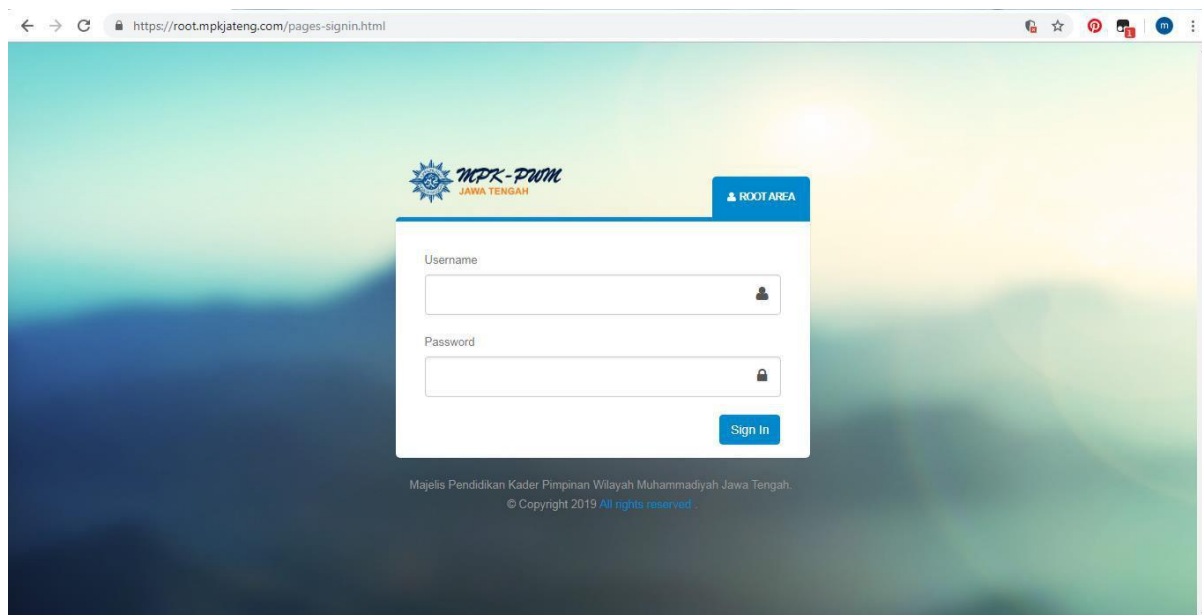 https://root.mpkjateng.com/pages-signin.html
1
m
MPK-PWM
JAWA TENGAH
ROOT AREA
Username
Password
Sign In
Majelis Pendidikan Kader Pimpinan Wilayah Muhammadiyah Jawa Tengah.
© Copyright 2019 All rights reserved .